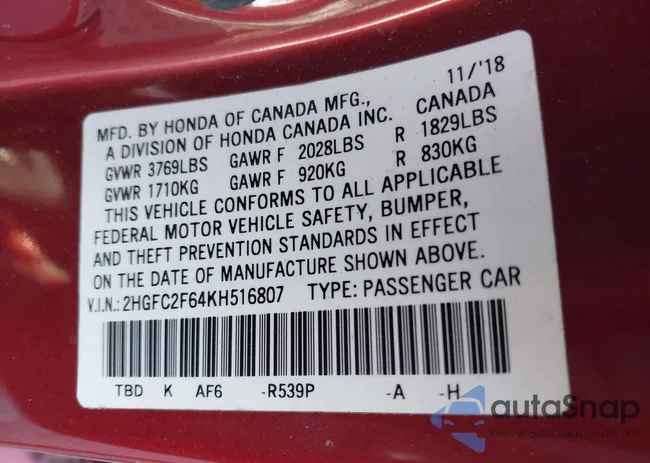 11/'18
MFD. BY HONDA OF CANADA MFG., CANADA
A DIVISION OF HONDA CANADA INC.
GVWR 3769LBS GAWR F 2028LBS R 1829LBS
GVWR 1710KG GAWR F 920KG R 830KG
THIS VEHICLE CONFORMS TO ALL APPLICABLE
FEDERAL MOTOR VEHICLE SAFETY, BUMPER,
AND THEFT PREVENTION STANDARDS IN EFFECT
ON THE DATE OF MANUFACTURE SHOWN ABOVE.
V.I.N.: 2HGFC2F64KH516807 TYPE: PASSENGER CAR
TBD K AF6 -R539P -A -H
autoSnap